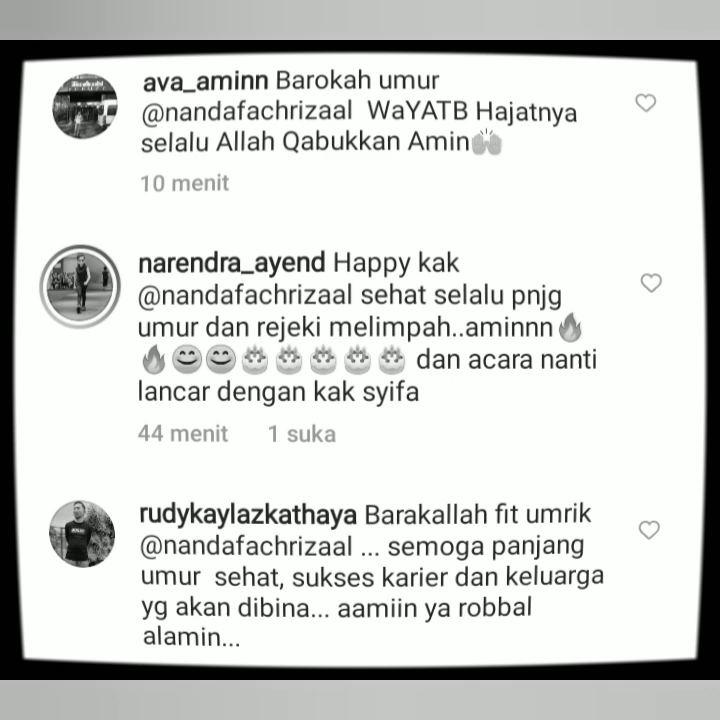 ava_aminn Barokah umur
@nandafachrizaal WaYATB Hajatnya
selalu Allah Qabukkan Amin🙌
10 menit
narendra_ayend Happy kak
@nandafachrizaal sehat selalu pnjg
umur dan rejeki melimpah..aminnn🔥
🔥😊😊🎂🎂🎂🎂🎂 dan acara nanti
lancar dengan kak syifa
44 menit 1 suka
rudykaylazkathaya Barakallah fit umrik
@nandafachrizaal ... semoga panjang
umur sehat, sukses karier dan keluarga
yg akan dibina... aamiin ya robbal
alamin...